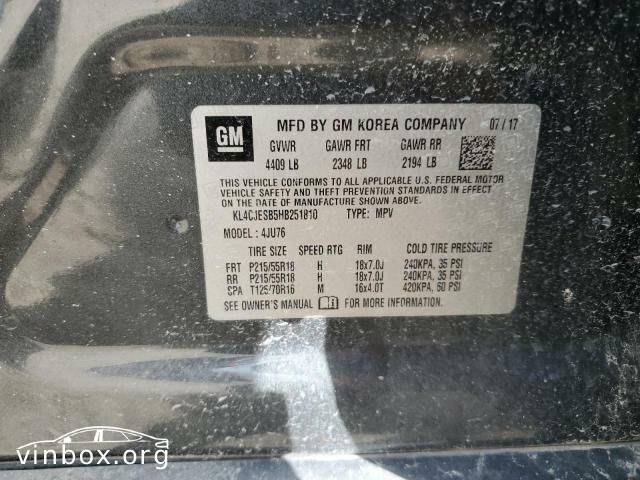 GM
MFD BY GM KOREA COMPANY 07/17
GVWR GAWR FRT GAWR RR
4409 LB 2348 LB 2194 LB
THIS VEHICLE CONFORMS TO ALL APPLICABLE U.S. FEDERAL MOTOR
VEHICLE SAFETY AND THEFT PREVENTION STANDARDS IN EFFECT
ON THE DATE OF MANUFACTURE SHOWN ABOVE.
KL4CJESB5HB251810 TYPE: MPV
MODEL: 4JU76
TIRE SIZE SPEED RTG RIM COLD TIRE PRESSURE
FRT P215/55R18 H 18x7.0J 240KPA, 35 PSI
RR P215/55R18 H 18x7.0J 240KPA, 35 PSI
SPA T125/70R16 M 16x4.0T 420KPA, 60 PSI
SEE OWNER'S MANUAL FOR MORE INFORMATION.
vinbox.org